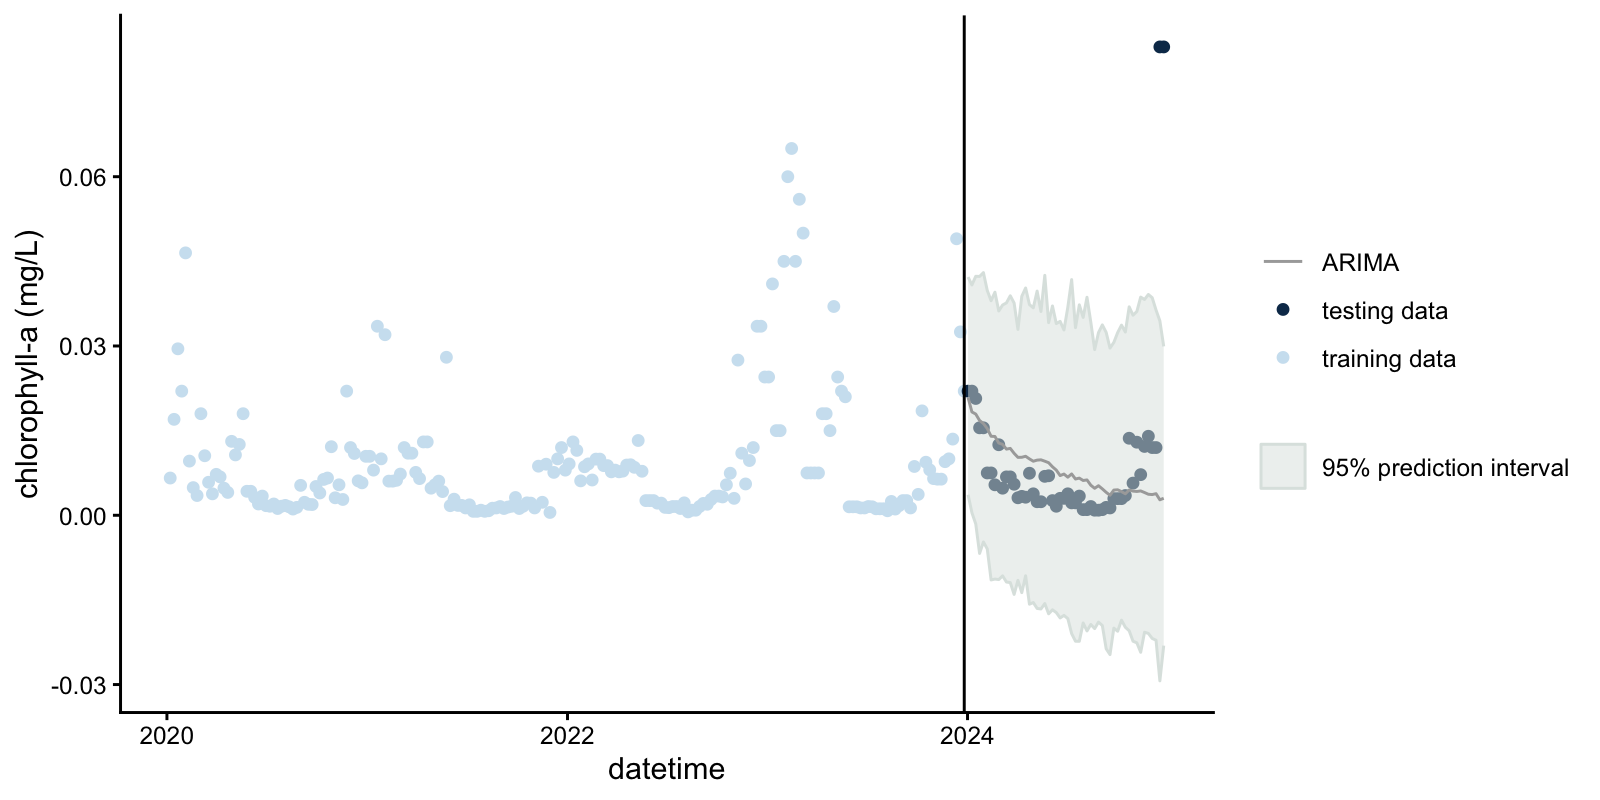 chlorophyll-a (mg/L)
0.06
0.03
0.00
-0.03
2020
2022
2024
datetime
ARIMA
testing data
training data
95% prediction interval